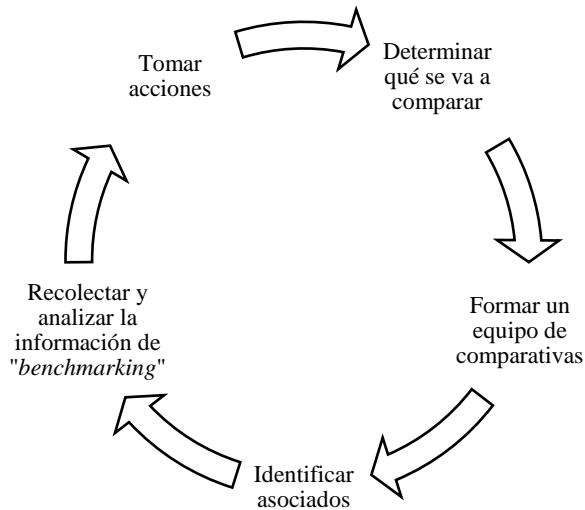 Tomar
acciones
Determinar
qué se va a
comparar
Formar un
equipo de
comparativas
Identificar
asociados
Recolectar y
analizar la
información de
"benchmarking"